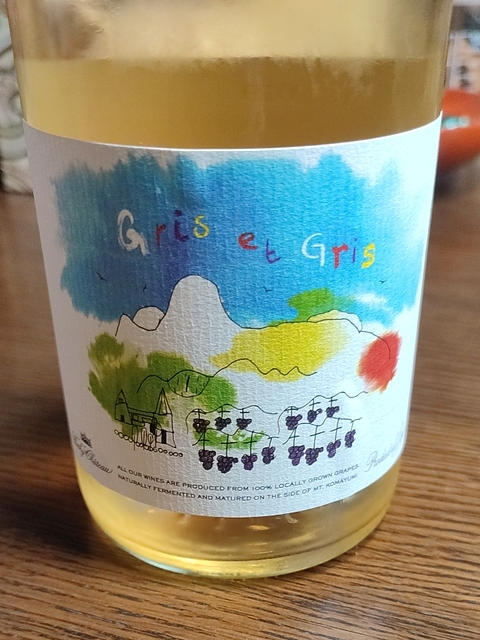 Gris et Gris
ALL OUR WINES ARE PRODUCED FROM 100% LOCALLY GROWN GRAPES.
NATURALLY FERMENTED AND MATURED ON THE SIDE OF MT. KOMAYUMI.